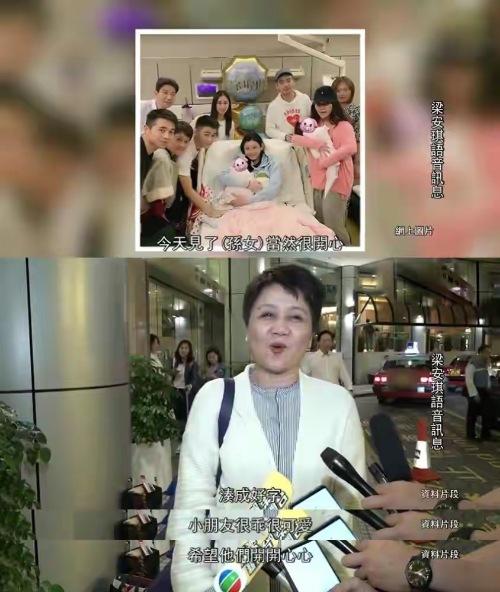 梁安琪語音訊息
網上圖片
今天見了(孫女)當然很開心
梁安琪語音訊息
湊成好字
資料片段
小朋友很乖很可愛
資料片段
希望他們開開心心
資料片段